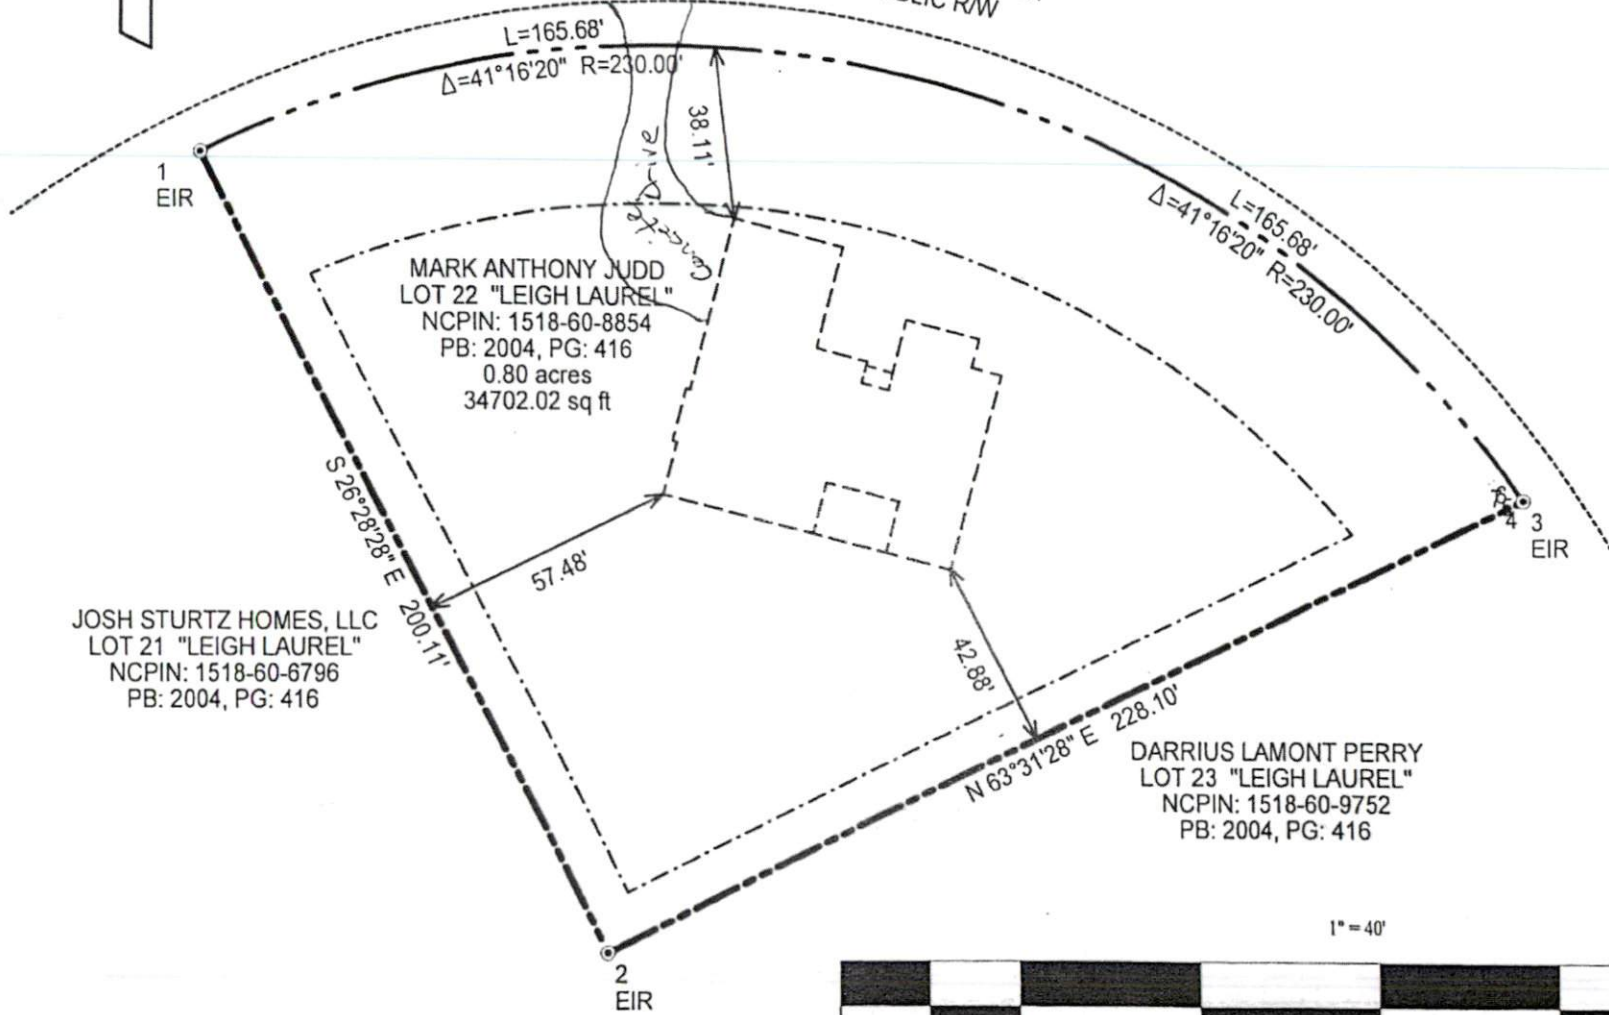 LIC R/W
L=165.68'
Δ=41°16'20" R=230.00'
38.11'
Concrete Drive
1
EIR
L=165.68'
Δ=41°16'20" R=230.00'
MARK ANTHONY JUDD
LOT 22 "LEIGH LAUREL"
NCPIN: 1518-60-8854
PB: 2004, PG: 416
0.80 acres
34702.02 sq ft
S 26°28'28" E 200.11'
57.48'
6
7
4
3
EIR
JOSH STURTZ HOMES, LLC
LOT 21 "LEIGH LAUREL"
NCPIN: 1518-60-6796
PB: 2004, PG: 416
42.88'
N 63°31'28" E 228.10'
DARRIUS LAMONT PERRY
LOT 23 "LEIGH LAUREL"
NCPIN: 1518-60-9752
PB: 2004, PG: 416
1" = 40'
2
EIR